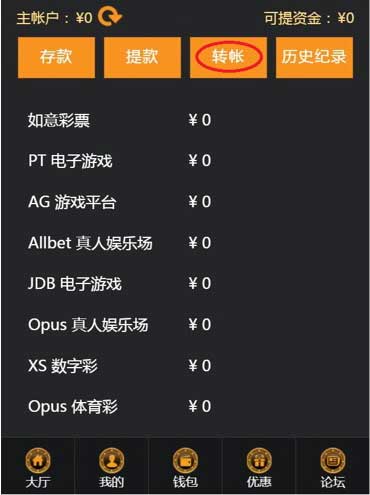 主帐户：¥0 可提资金：¥0
存款 提款 转帐 历史纪录
如意彩票 ¥ 0
PT 电子游戏 ¥ 0
AG 游戏平台 ¥ 0
Allbet 真人娱乐场 ¥ 0
JDB 电子游戏 ¥ 0
Opus 真人娱乐场 ¥ 0
XS 数字彩 ¥ 0
Opus 体育彩 ¥ 0
大厅 我的 钱包 优惠 论坛